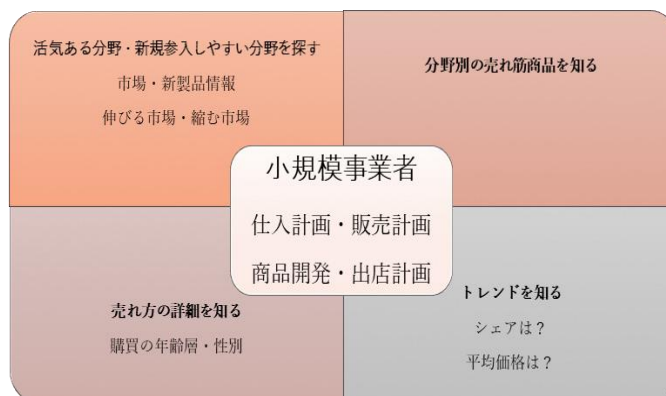 活気ある分野・新規参入しやすい分野を探す
市場・新製品情報
伸びる市場・縮む市場
分野別の売れ筋商品を知る
小規模事業者
仕入計画・販売計画
商品開発・出店計画
売れ方の詳細を知る
購買の年齢層・性別
トレンドを知る
シェアは？
平均価格は？